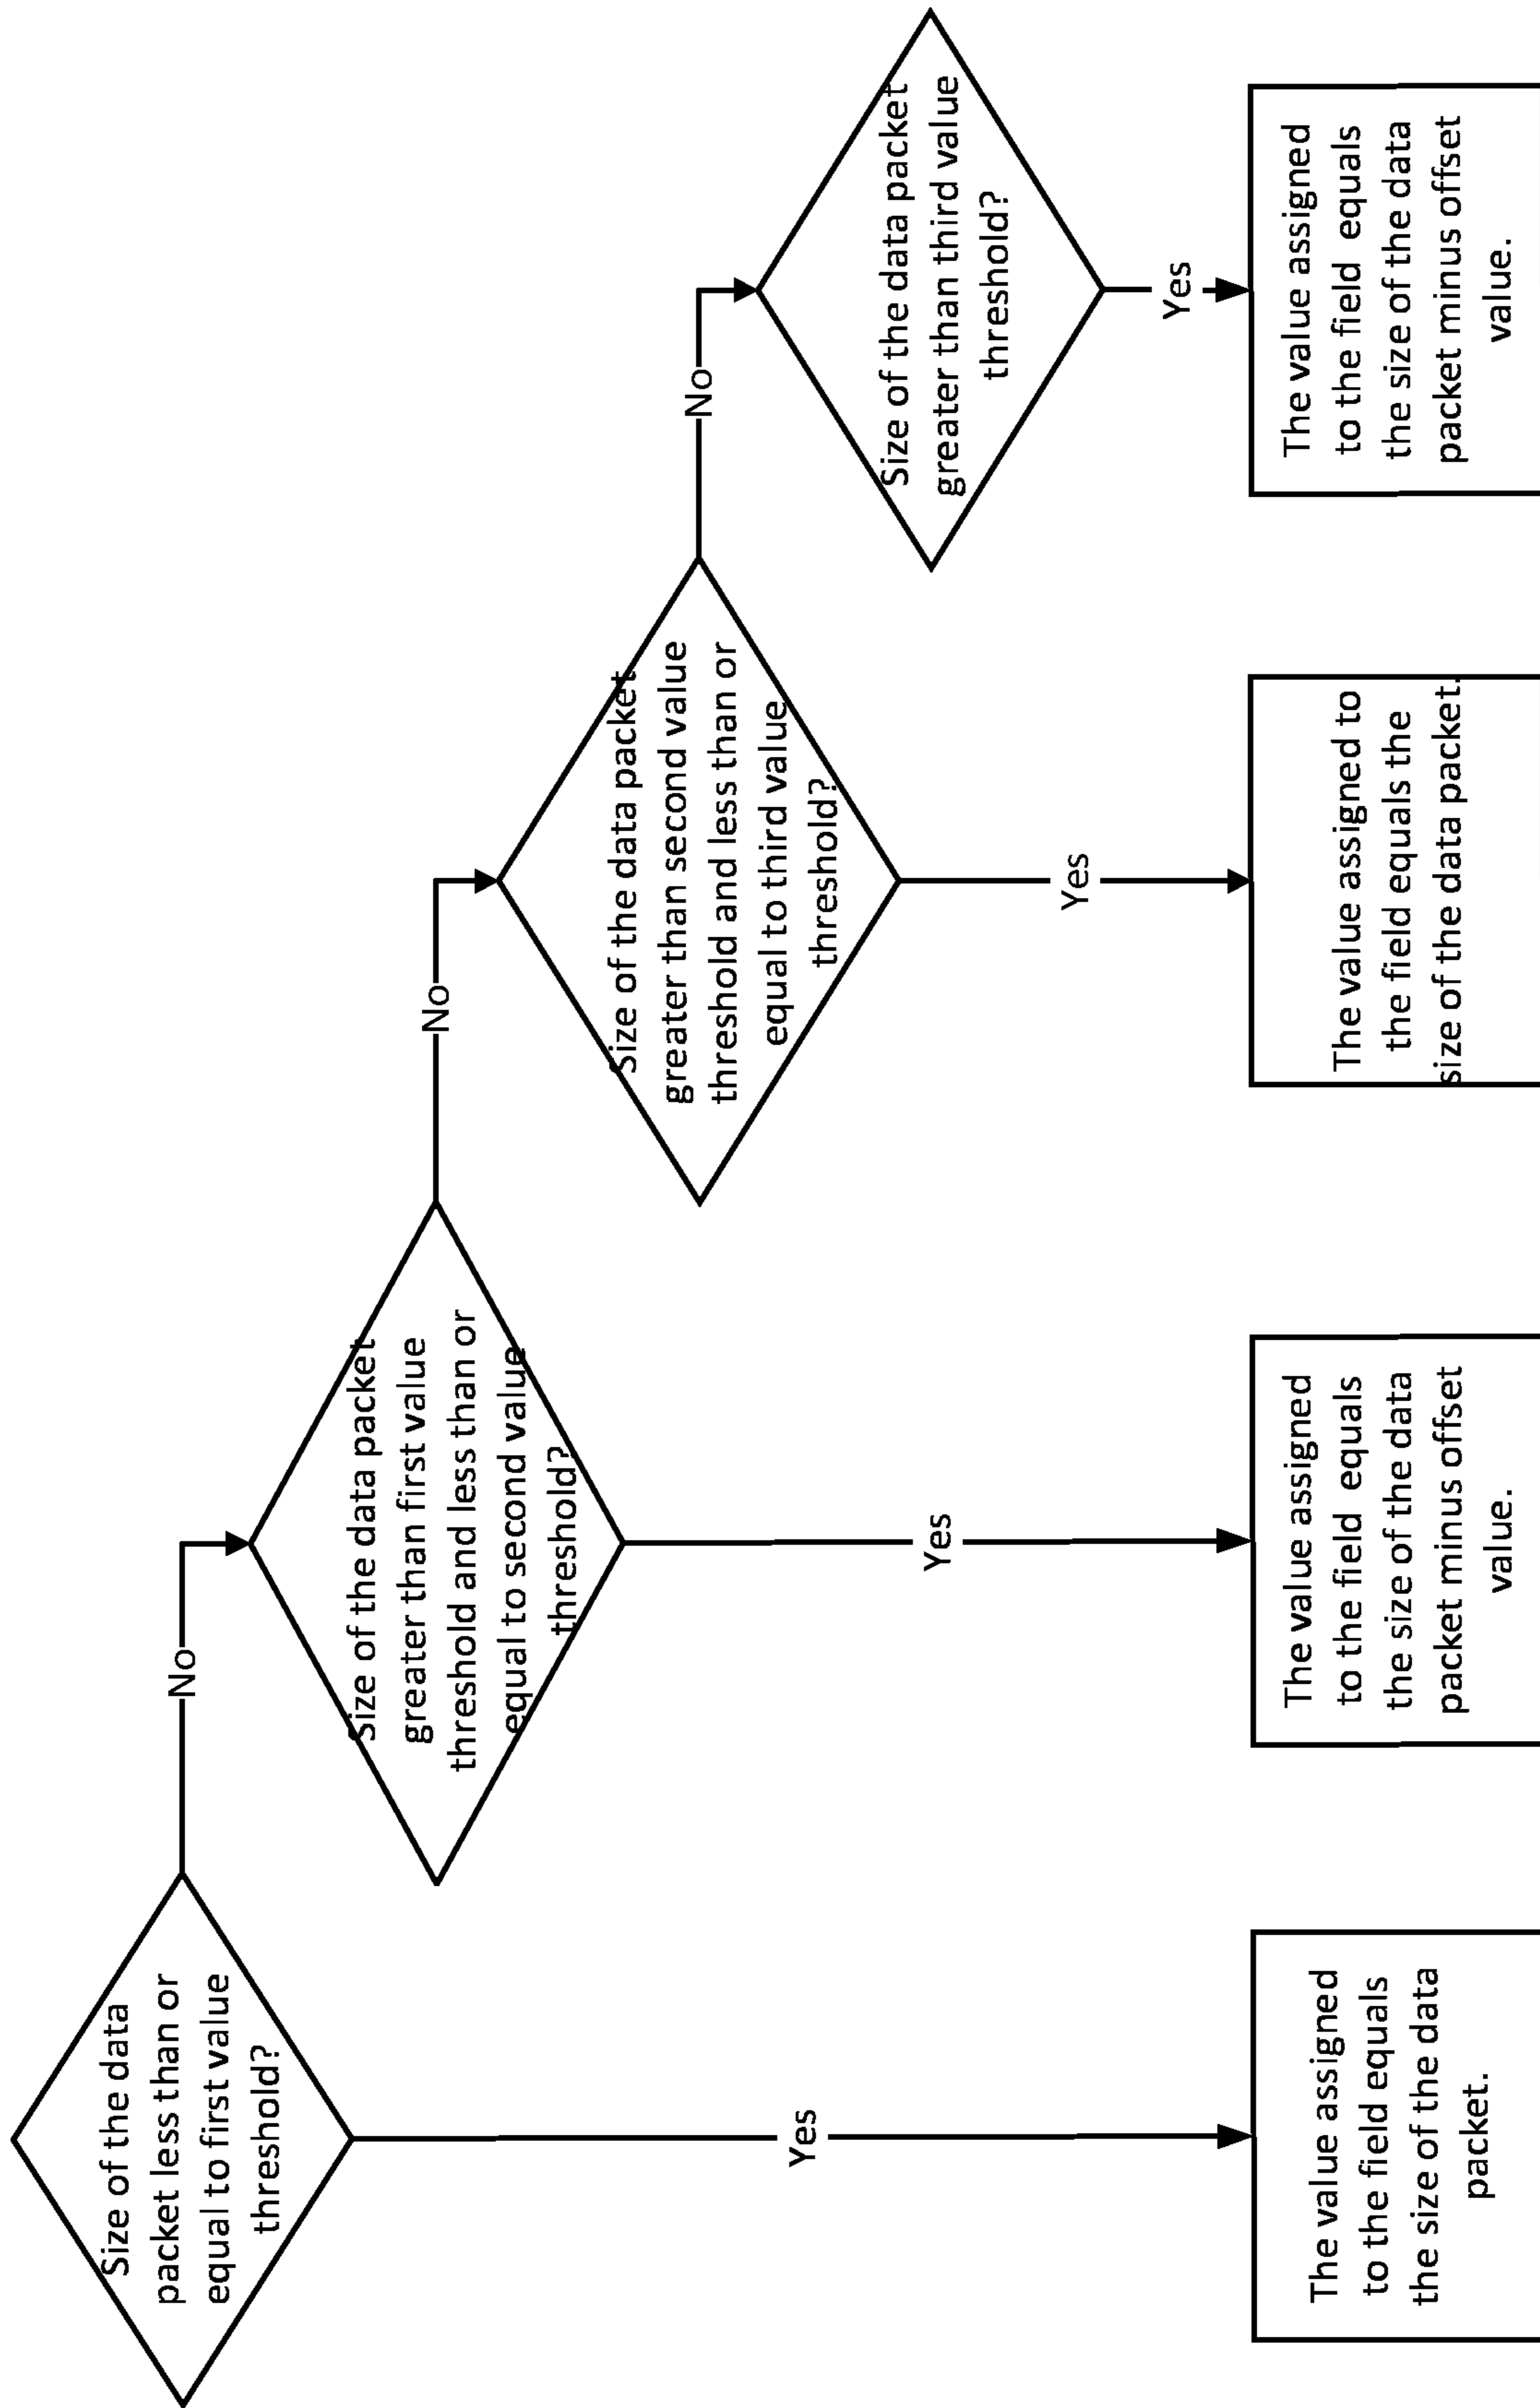 Size of the data
packet less than or
equal to first value
threshold?
No
Yes
Size of the data packet
greater than first value
threshold and less than or
equal to second value
threshold?
No
Yes
Size of the data packet
greater than second value
threshold and less than or
equal to third value
threshold?
No
Yes
Size of the data packet
greater than third value
threshold?
Yes
The value assigned
to the field equals
the size of the data
packet.
The value assigned
to the field equals
the size of the data
packet minus offset
value.
The value assigned to
the field equals the
size of the data packet.
The value assigned
to the field equals
the size of the data
packet minus offset
value.